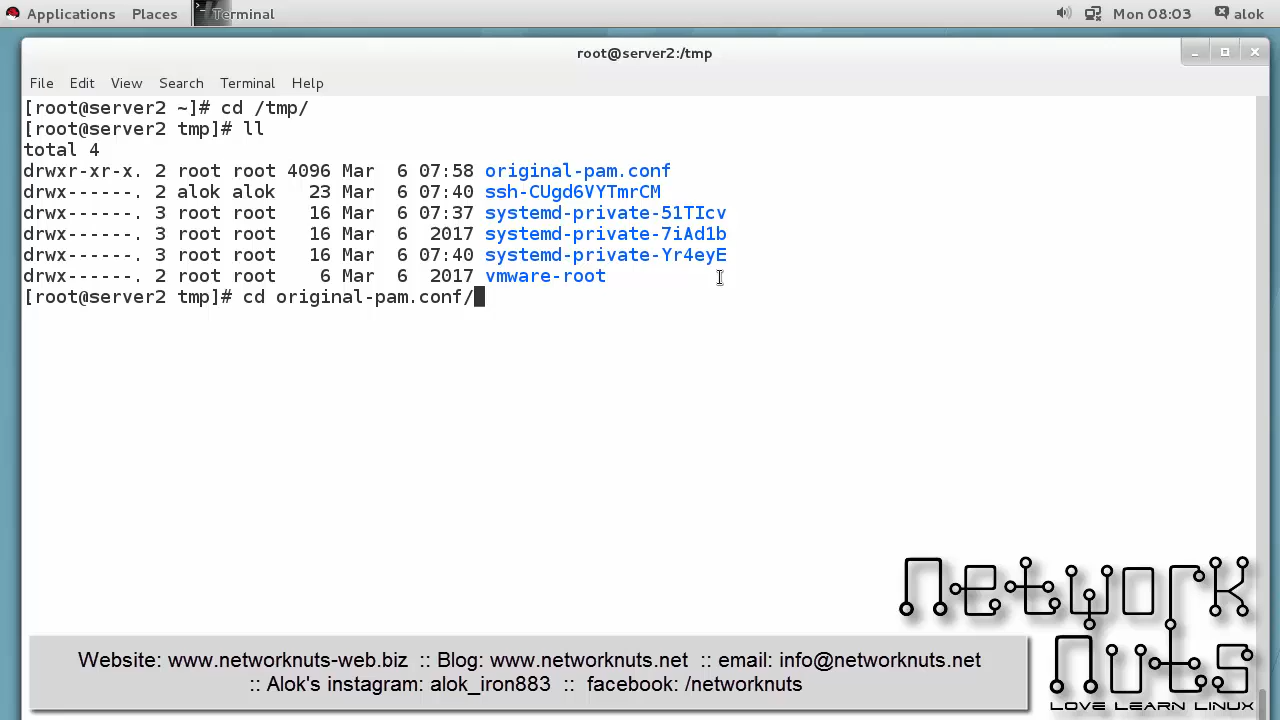 Applications Places Terminal Mon 08:03 alok
root@server2:/tmp
File Edit View Search Terminal Help
[root@server2 ~]# cd /tmp/
[root@server2 tmp]# ll
total 4
drwxr-xr-x. 2 root root 4096 Mar  6 07:58 original-pam.conf
drwx------. 2 alok alok   23 Mar  6 07:40 ssh-CUgd6VYTmrCM
drwx------. 3 root root   16 Mar  6 07:37 systemd-private-51TIcv
drwx------. 3 root root   16 Mar  6  2017 systemd-private-7iAd1b
drwx------. 3 root root   16 Mar  6 07:40 systemd-private-Yr4eyE
drwx------. 2 root root    6 Mar  6  2017 vmware-root
[root@server2 tmp]# cd original-pam.conf/
Network
Nuts
LOVE LEARN LINUX
Website: www.networknuts-web.biz :: Blog: www.networknuts.net :: email: info@networknuts.net
:: Alok's instagram: alok_iron883 :: facebook: /networknuts